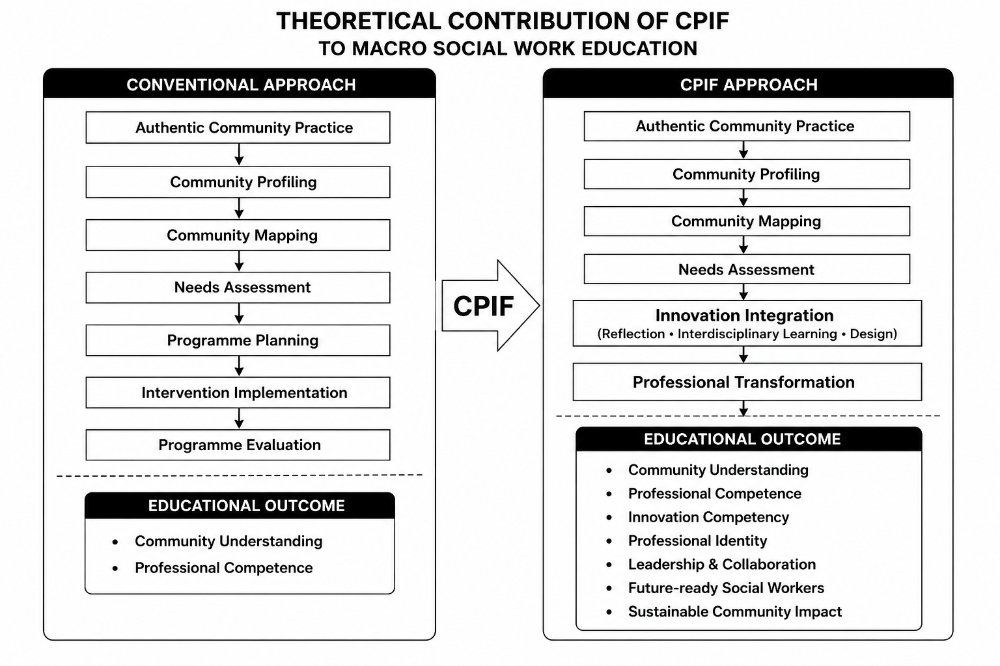 THEORETICAL CONTRIBUTION OF CPIF
TO MACRO SOCIAL WORK EDUCATION
CONVENTIONAL APPROACH
Authentic Community Practice
Community Profiling
Community Mapping
Needs Assessment
Programme Planning
Intervention Implementation
Programme Evaluation
EDUCATIONAL OUTCOME
• Community Understanding
• Professional Competence
CPIF
CPIF APPROACH
Authentic Community Practice
Community Profiling
Community Mapping
Needs Assessment
Innovation Integration
(Reflection • Interdisciplinary Learning • Design)
Professional Transformation
EDUCATIONAL OUTCOME
• Community Understanding
• Professional Competence
• Innovation Competency
• Professional Identity
• Leadership & Collaboration
• Future-ready Social Workers
• Sustainable Community Impact